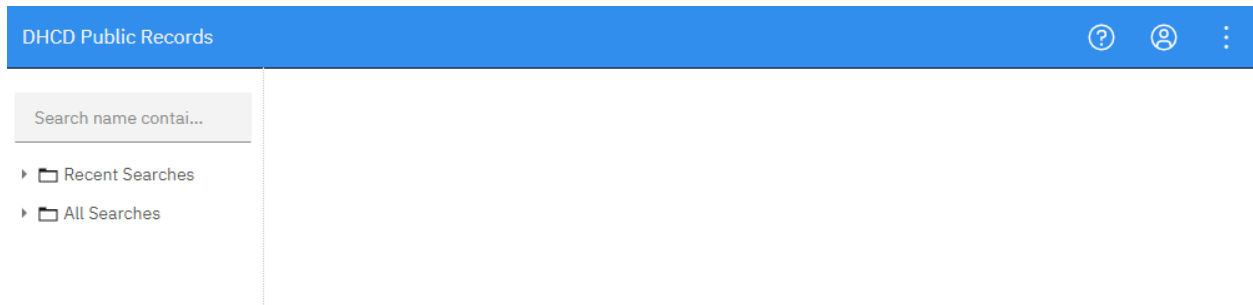 DHCD Public Records
Search name contai...
Recent Searches
All Searches